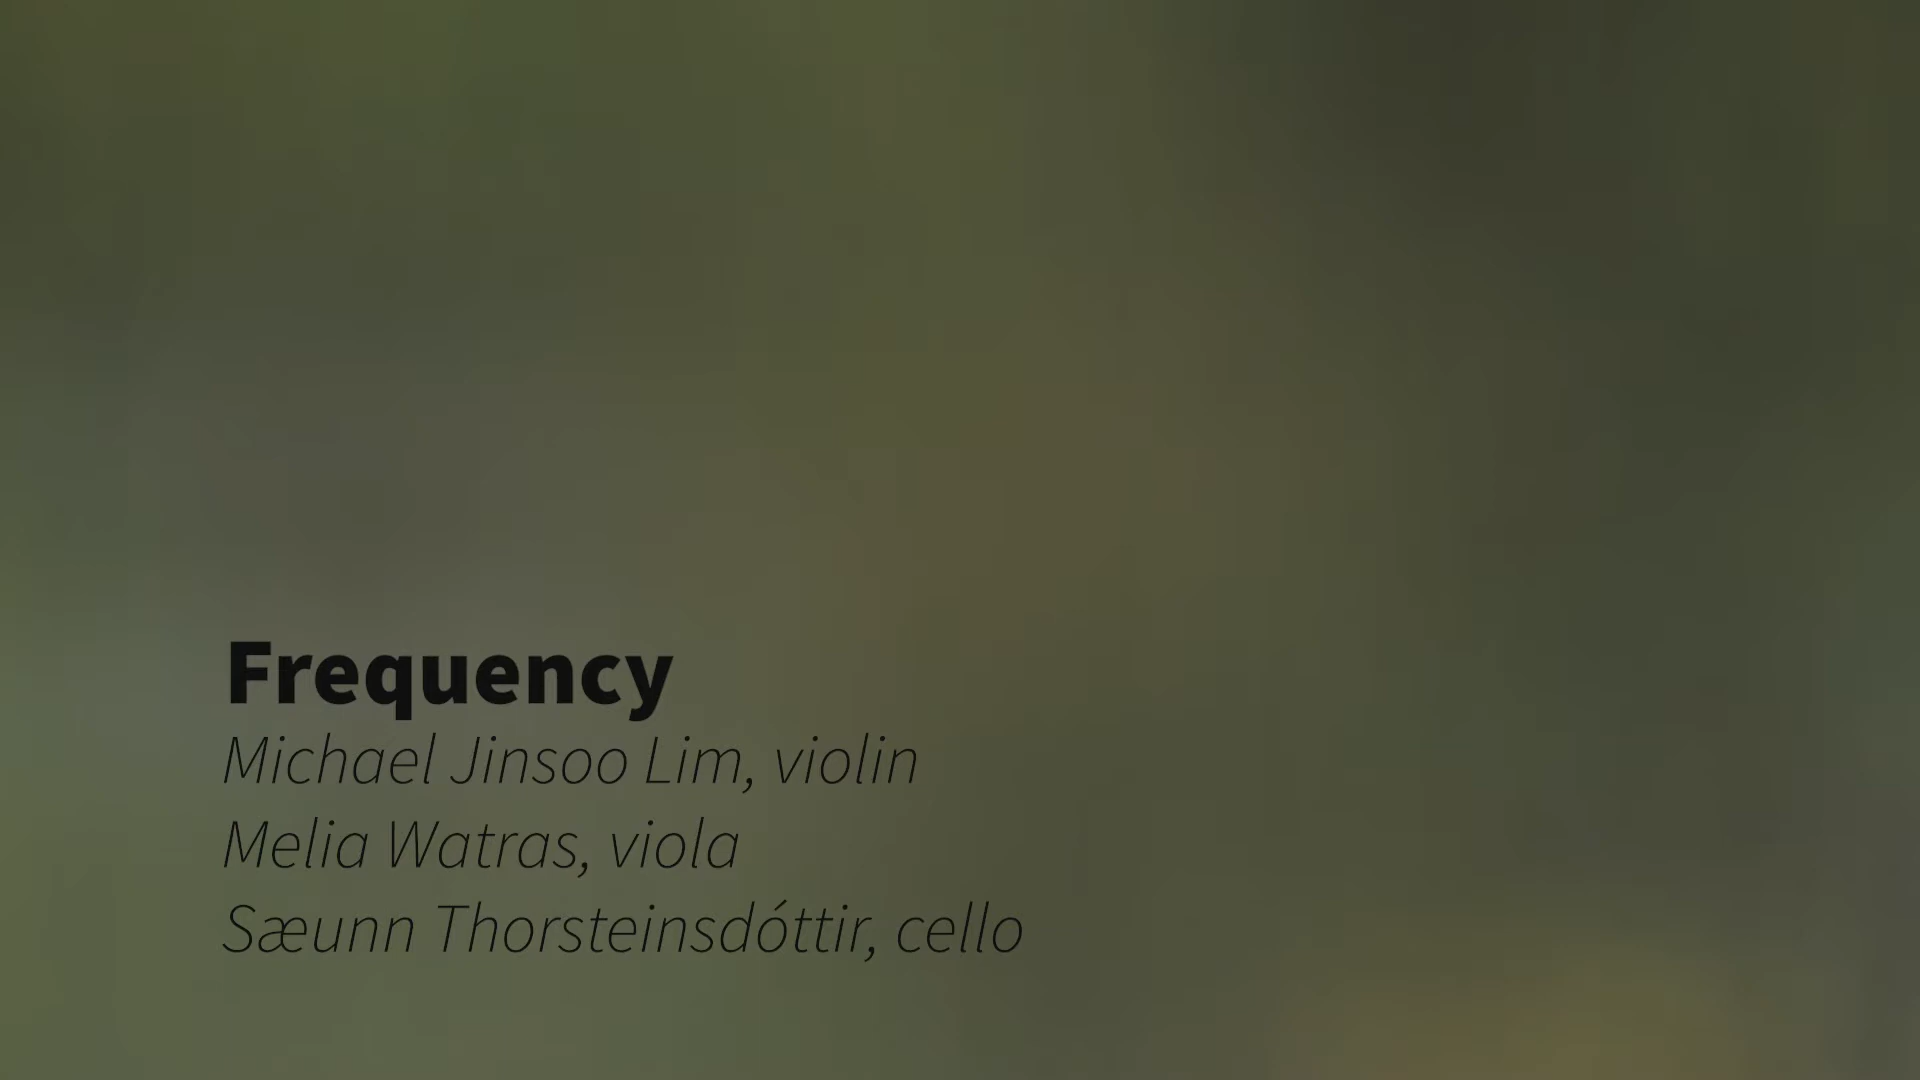 Frequency
Michael Jinsoo Lim, violin
Melia Watras, viola
Sæunn Thorsteinsdóttir, cello